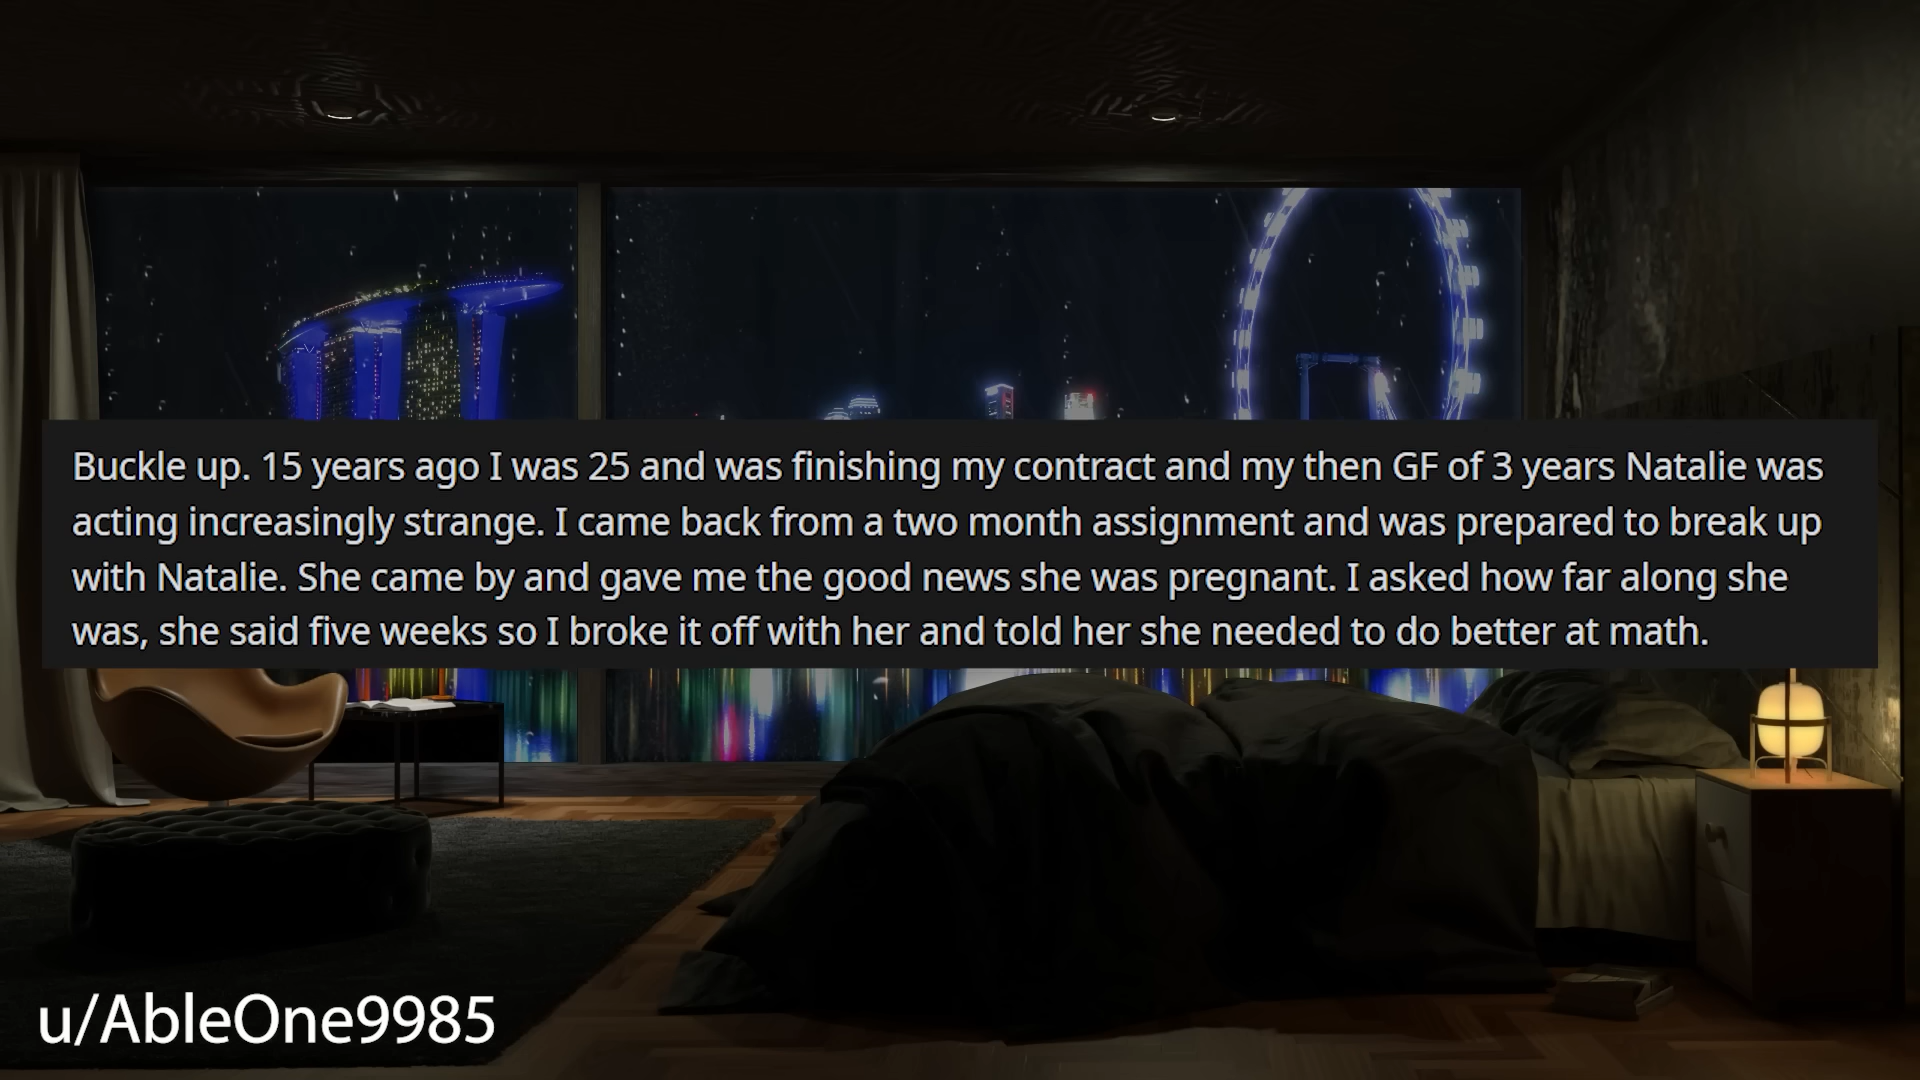 Buckle up. 15 years ago I was 25 and was finishing my contract and my then GF of 3 years Natalie was
acting increasingly strange. I came back from a two month assignment and was prepared to break up
with Natalie. She came by and gave me the good news she was pregnant. I asked how far along she
was, she said five weeks so I broke it off with her and told her she needed to do better at math.
u/AbleOne9985